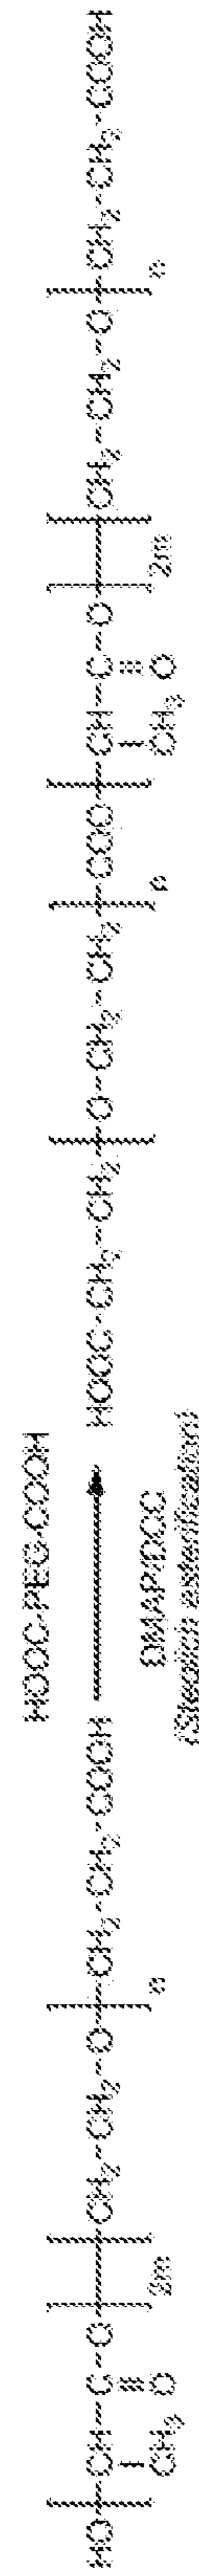 HO-[CH-C-O]-[CH2-CH2-O]-CH2-CH2-COOH
CH3 O 2m n
HOOC-PEG-COOH
DMAP/DCC
(Steglich esterification)
HOOC-CH2-CH2-[O-CH2-CH2]-COO-[CH-C-O]-[CH2-CH2-O]-CH2-CH2-COOH
n CH3 O 2m n